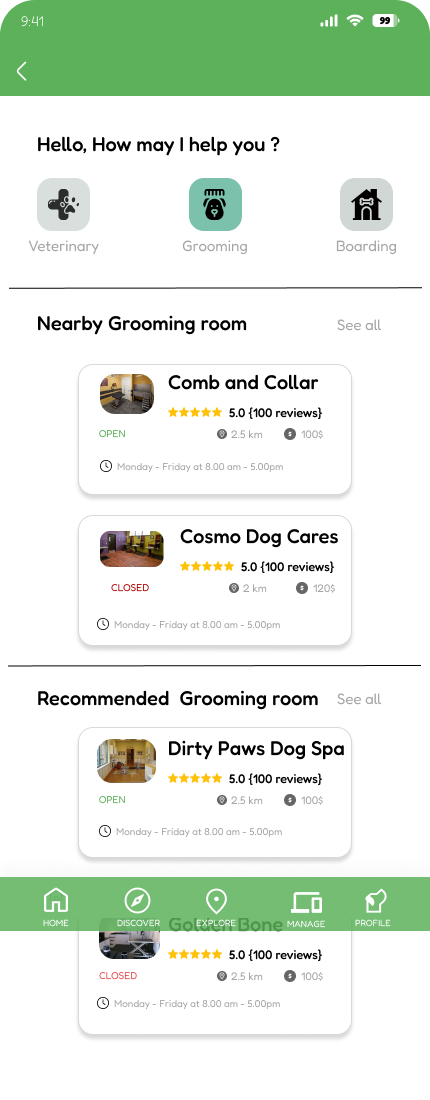 9:41
99
Hello, How may I help you ?
Veterinary Grooming Boarding
Nearby Grooming room See all
Comb and Collar
5.0 {100 reviews}
OPEN 2.5 km $ 100$
Monday - Friday at 8.00 am - 5.00pm
Cosmo Dog Cares
5.0 {100 reviews}
CLOSED 2 km $ 120$
Monday - Friday at 8.00 am - 5.00pm
Recommended Grooming room See all
Dirty Paws Dog Spa
5.0 {100 reviews}
OPEN 2.5 km $ 100$
Monday - Friday at 8.00 am - 5.00pm
Golden Bone
HOME DISCOVER EXPLORE MANAGE PROFILE
5.0 {100 reviews}
CLOSED 2.5 km $ 100$
Monday - Friday at 8.00 am - 5.00pm